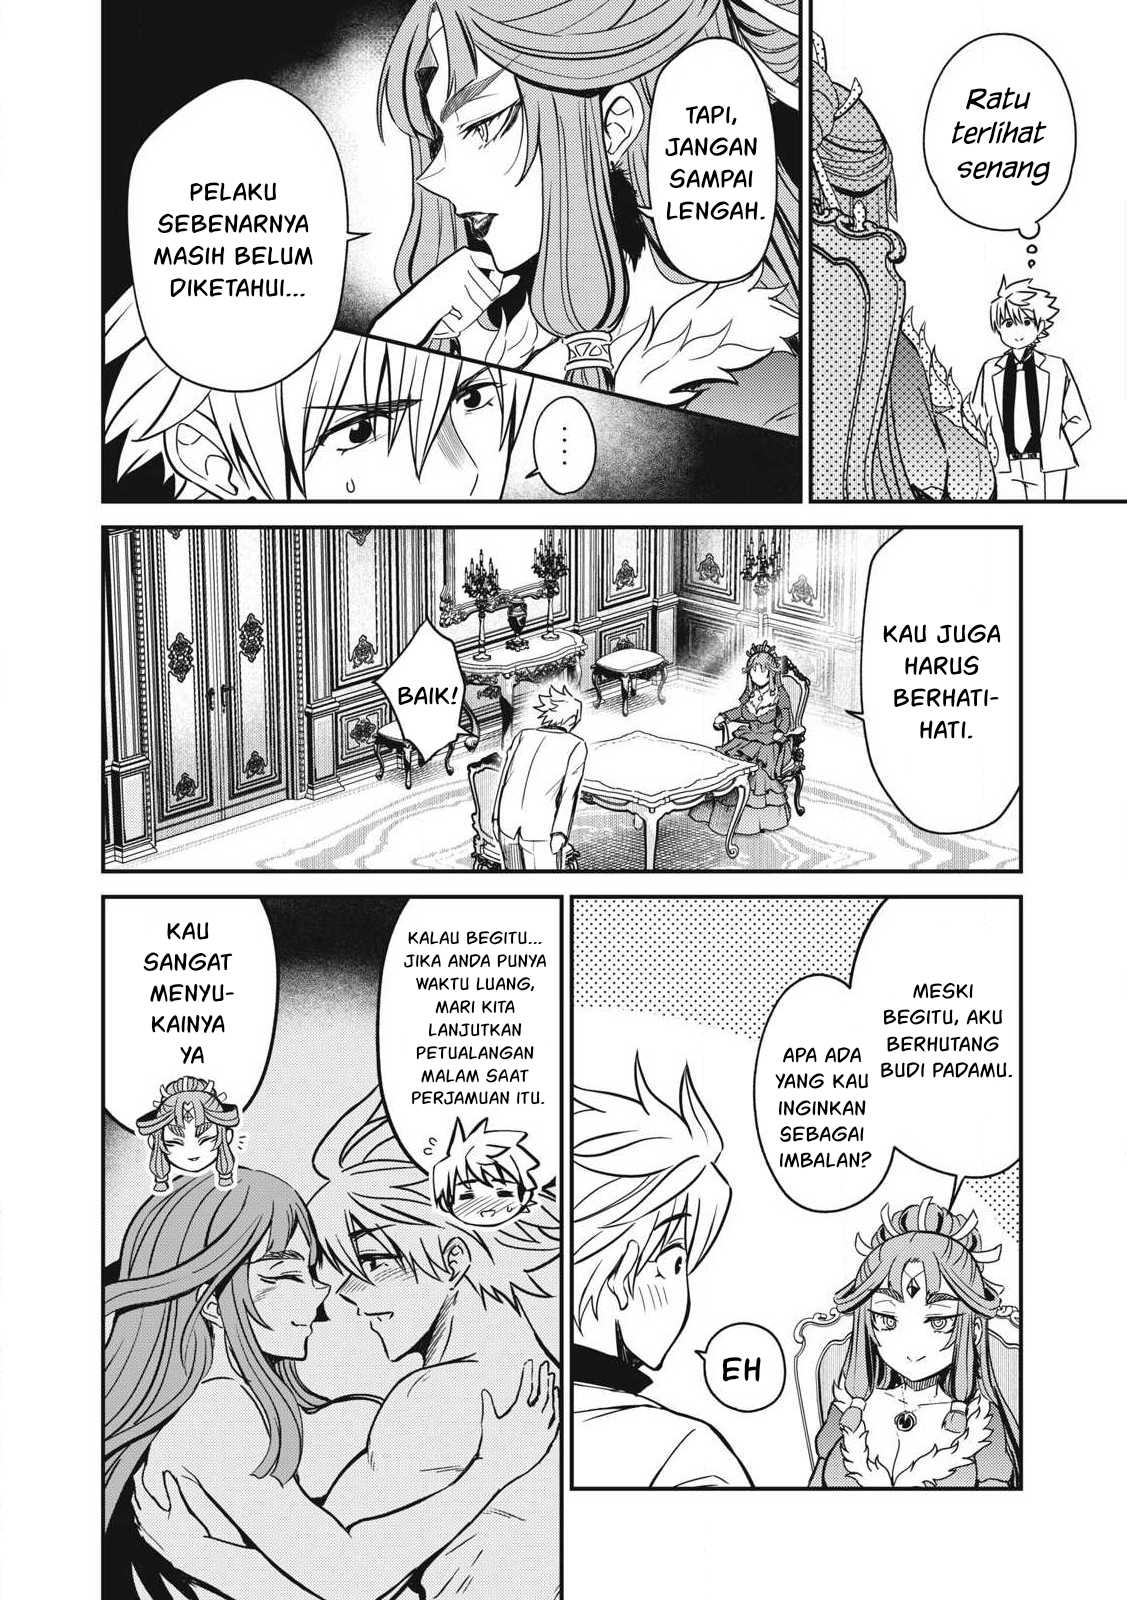 Ratu
terlihat
senang
TAPI,
JANGAN
SAMPAI
LENGAH.
PELAKU
SEBENARNYA
MASIH BELUM
DIKETAHUI...
....
KAU JUGA
HARUS
BERHATI-
HATI.
BAIK!
MESKI
BEGITU, AKU
BERHUTANG
BUDI PADAMU.
APA ADA
YANG KAU
INGINKAN
SEBAGAI
IMBALAN?
EH
KALAU BEGITU...
JIKA ANDA PUNYA
WAKTU LUANG,
MARI KITA
LANJUTKAN
PETUALANGAN
MALAM SAAT
PERJAMUAN ITU.
KAU
SANGAT
MENYU-
KAINYA
YA